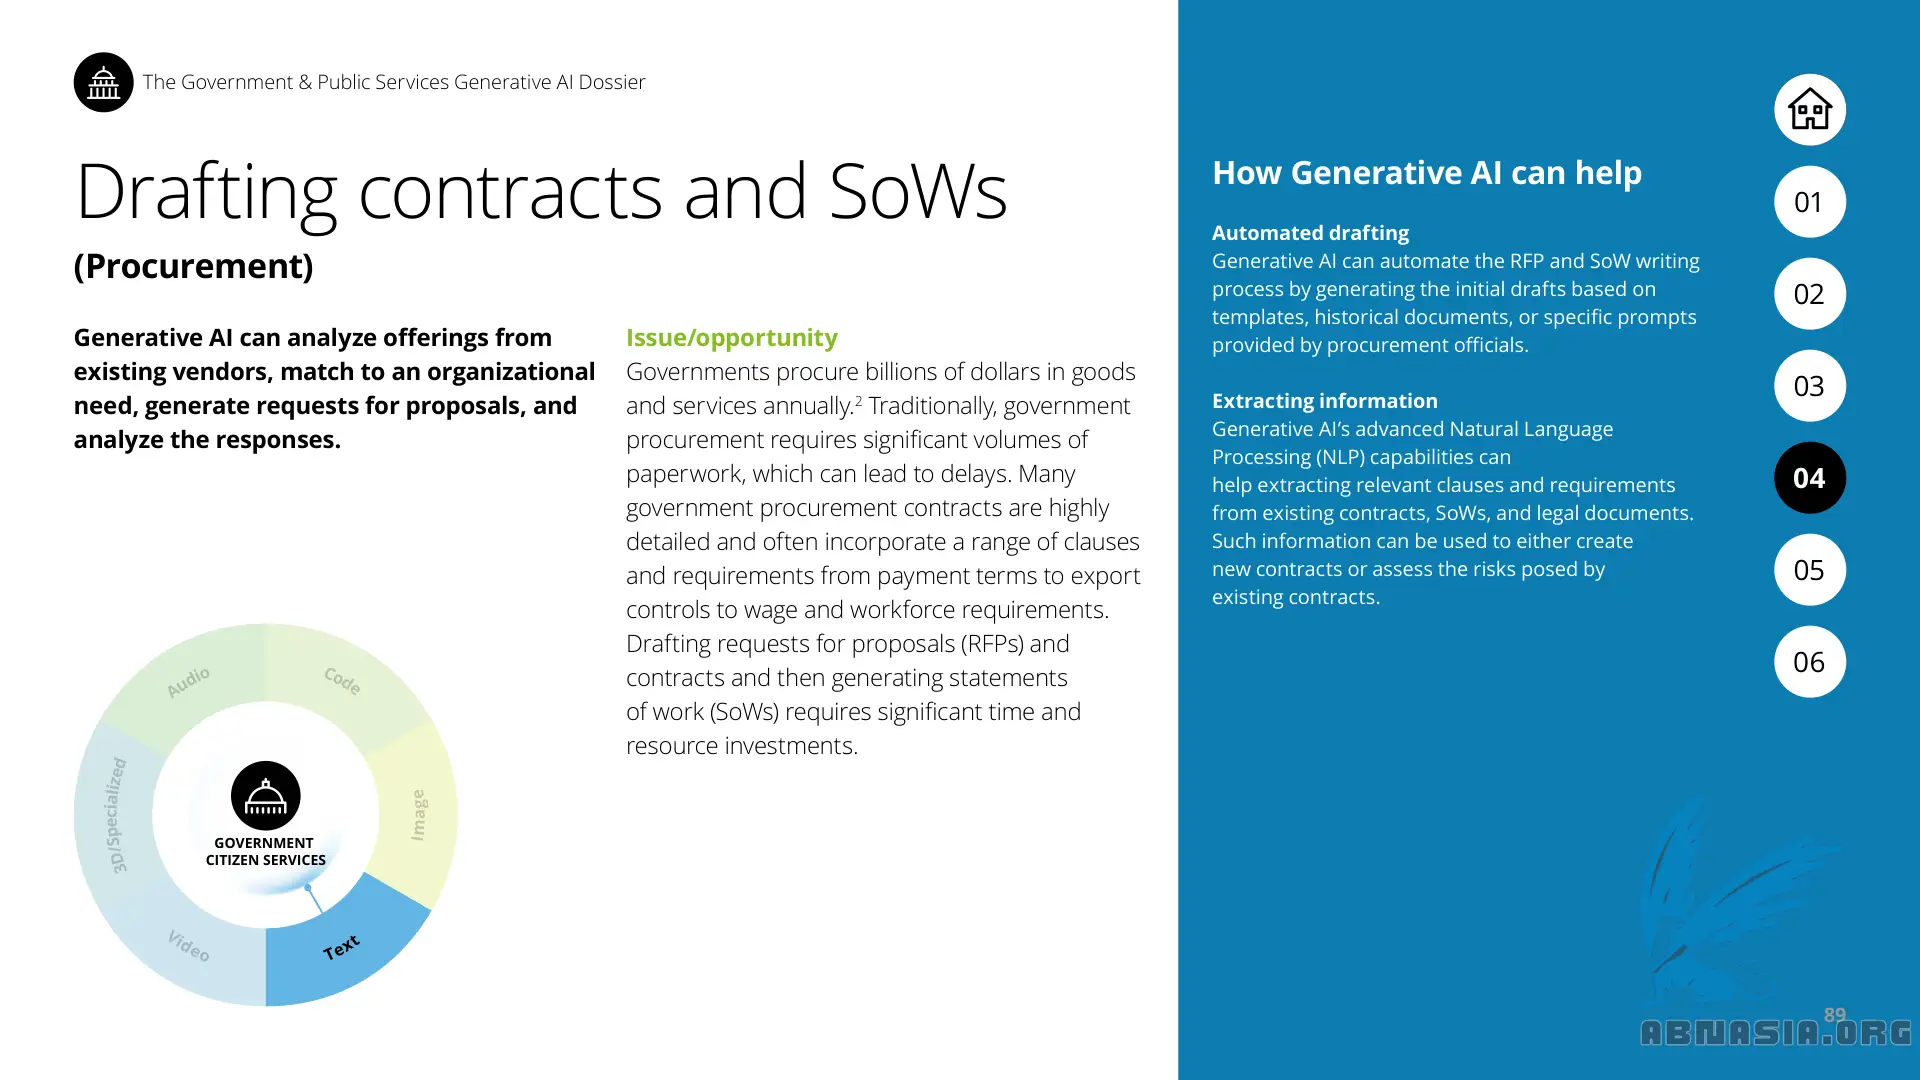 The Government & Public Services Generative AI Dossier
Drafting contracts and SoWs
(Procurement)
Generative AI can analyze offerings from
existing vendors, match to an organizational
need, generate requests for proposals, and
analyze the responses.
Audio
Code
3D/Specialized
Image
GOVERNMENT
CITIZEN SERVICES
Video
Text
Issue/opportunity
Governments procure billions of dollars in goods
and services annually.² Traditionally, government
procurement requires significant volumes of
paperwork, which can lead to delays. Many
government procurement contracts are highly
detailed and often incorporate a range of clauses
and requirements from payment terms to export
controls to wage and workforce requirements.
Drafting requests for proposals (RFPs) and
contracts and then generating statements
of work (SoWs) requires significant time and
resource investments.
How Generative AI can help
Automated drafting
Generative AI can automate the RFP and SoW writing
process by generating the initial drafts based on
templates, historical documents, or specific prompts
provided by procurement officials.
Extracting information
Generative AI’s advanced Natural Language
Processing (NLP) capabilities can
help extracting relevant clauses and requirements
from existing contracts, SoWs, and legal documents.
Such information can be used to either create
new contracts or assess the risks posed by
existing contracts.
01
02
03
04
05
06
89
ABNASIA.ORG